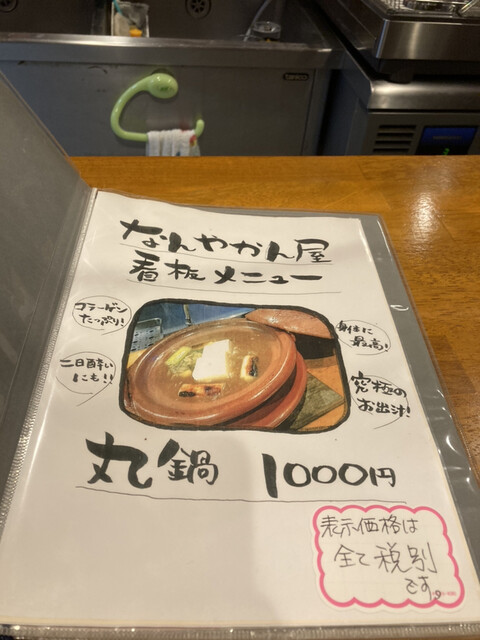 なんやかん屋
看板メニュー
コラーゲン
たっぷり!
身体に
最高!
二日酔い
にも!!
究極の
お出汁!
丸鍋 1000円
表示価格は
全て税別
です。